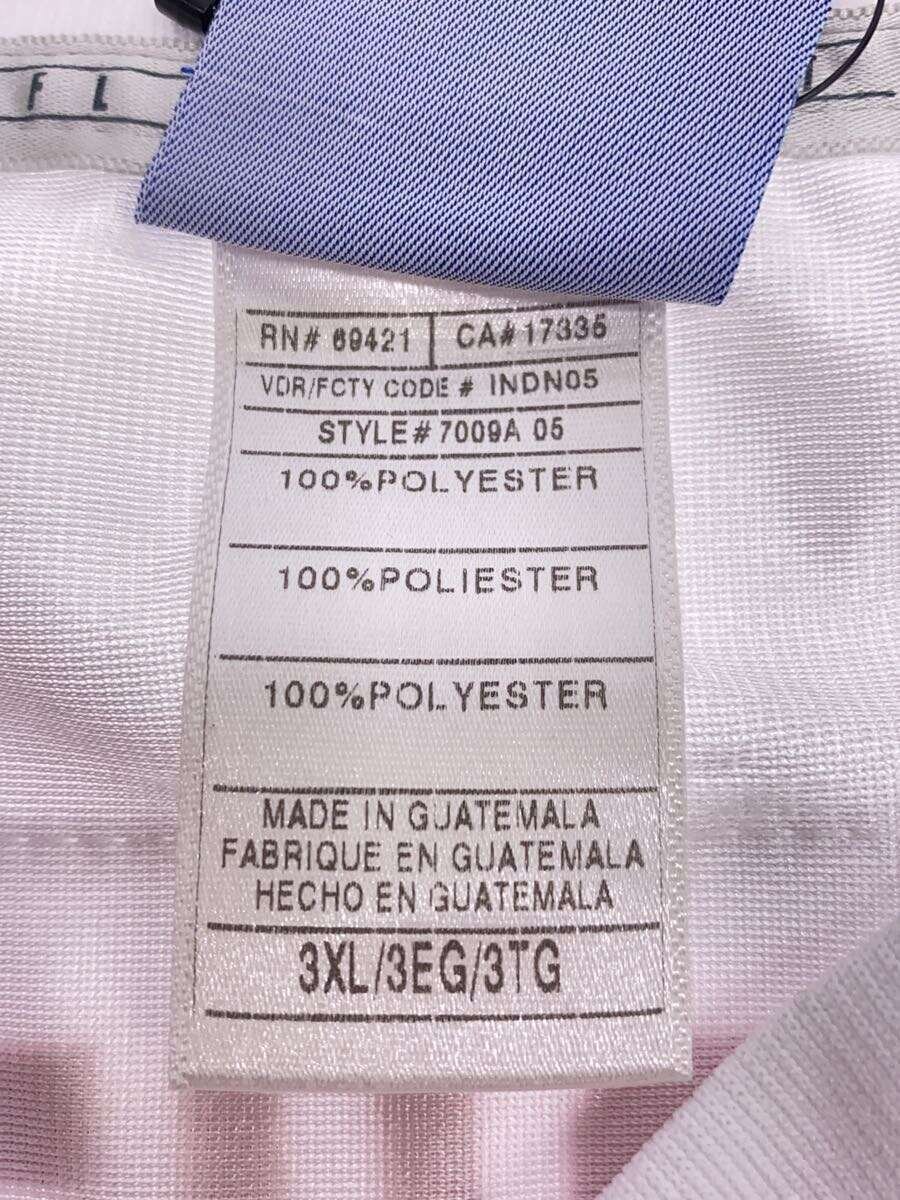 F L
T
RN# 69421 CA# 17335
VDR/FCTY CODE # INDN05
STYLE# 7009A 05
100%POLYESTER
100%POLIESTER
100%POLYESTER
MADE IN GUATEMALA
FABRIQUE EN GUATEMALA
HECHO EN GUATEMALA
3XL/3EG/3TG